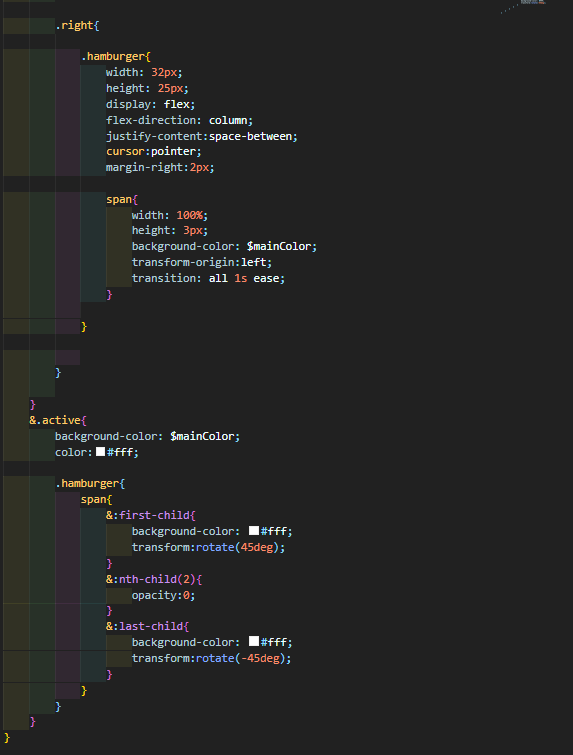 .right{
.hamburger{
width: 32px;
height: 25px;
display: flex;
flex-direction: column;
justify-content:space-between;
cursor:pointer;
margin-right:2px;
span{
width: 100%;
height: 3px;
background-color: $mainColor;
transform-origin:left;
transition: all 1s ease;
}
}
}
}
&.active{
background-color: $mainColor;
color:#fff;
.hamburger{
span{
&:first-child{
background-color: #fff;
transform:rotate(45deg);
}
&:nth-child(2){
opacity:0;
}
&:last-child{
background-color: #fff;
transform:rotate(-45deg);
}
}
}
}
}